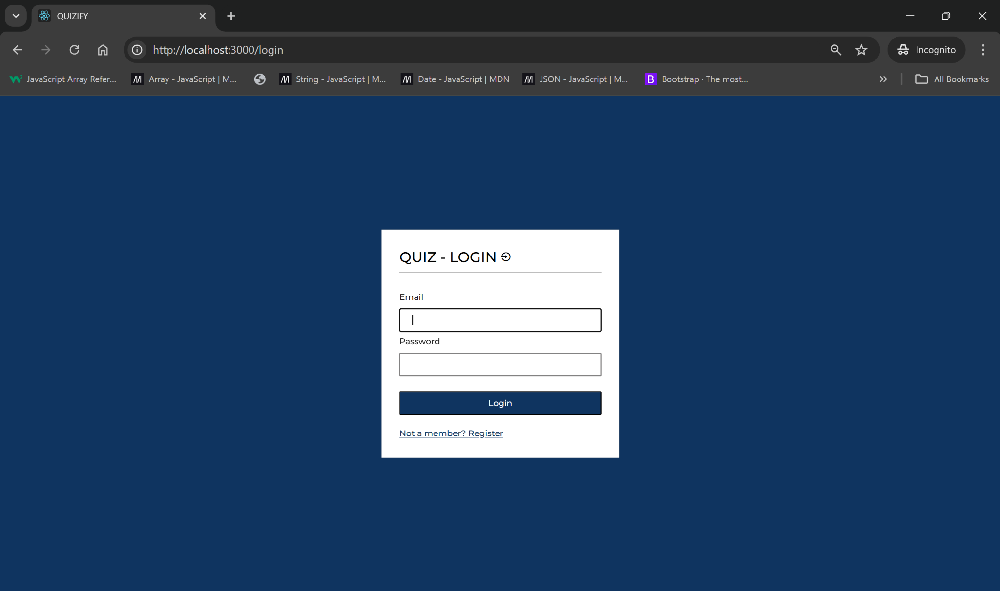 QUIZIFY
http://localhost:3000/login
Incognito
JavaScript Array Refer...
Array - JavaScript | M...
String - JavaScript | M...
Date - JavaScript | MDN
JSON - JavaScript | M...
B
Bootstrap · The most...
All Bookmarks
QUIZ - LOGIN
Email
Password
Login
Not a member? Register